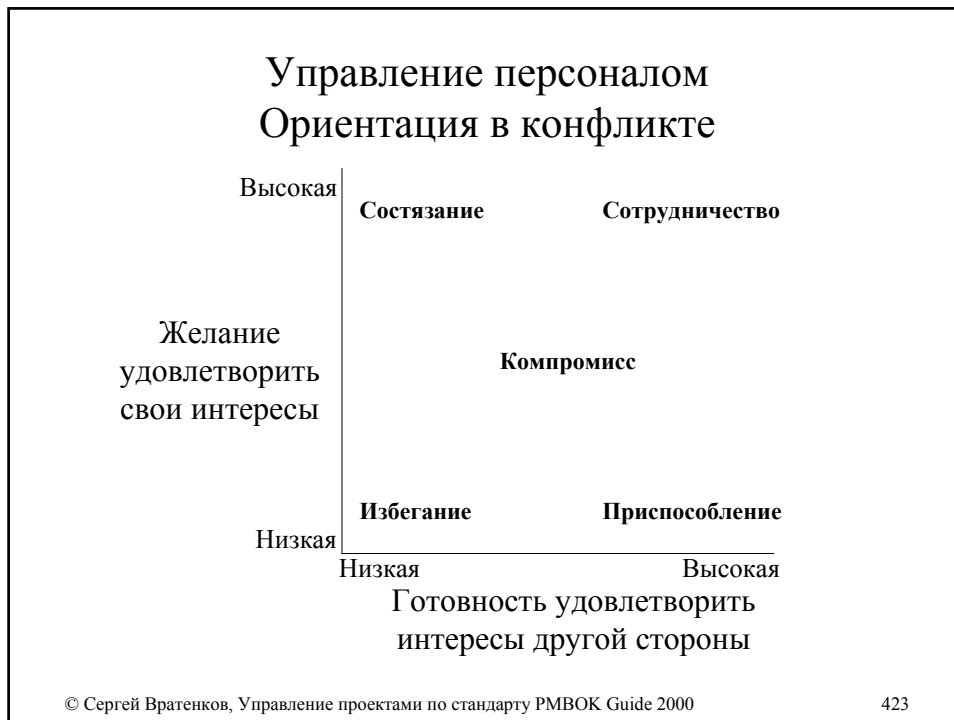 Управление персоналом
Ориентация в конфликте
Высокая
Состязание Сотрудничество
Желание
удовлетворить
свои интересы
Компромисс
Избегание Приспособление
Низкая
Низкая Высокая
Готовность удовлетворить
интересы другой стороны
© Сергей Вратенков, Управление проектами по стандарту PMBOK Guide 2000 423